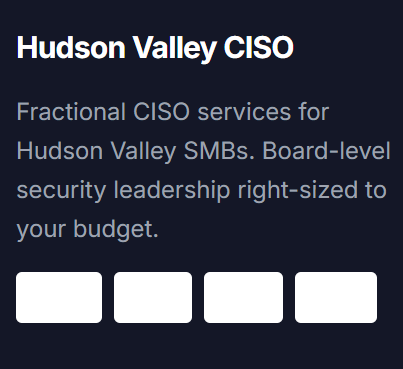 Hudson Valley CISO
Fractional CISO services for
Hudson Valley SMBs. Board-level
security leadership right-sized to
your budget.